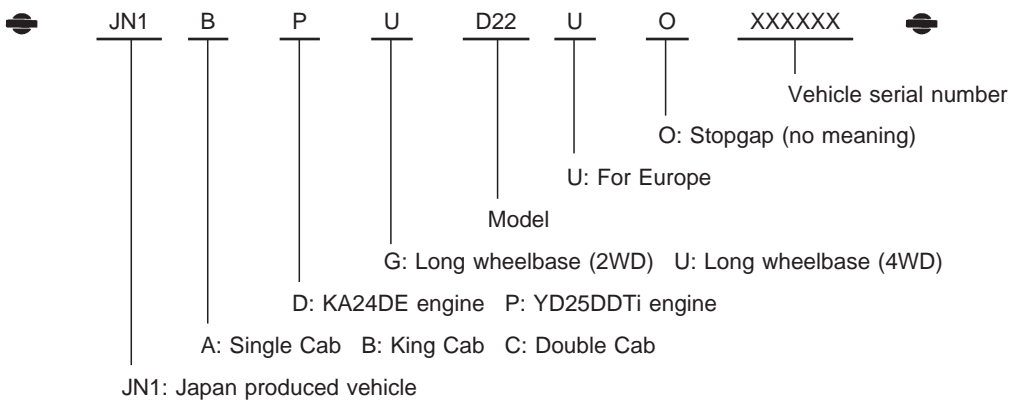 JN1 B P U D22 U O XXXXXX
Vehicle serial number
O: Stopgap (no meaning)
U: For Europe
Model
G: Long wheelbase (2WD) U: Long wheelbase (4WD)
D: KA24DE engine P: YD25DDTi engine
A: Single Cab B: King Cab C: Double Cab
JN1: Japan produced vehicle